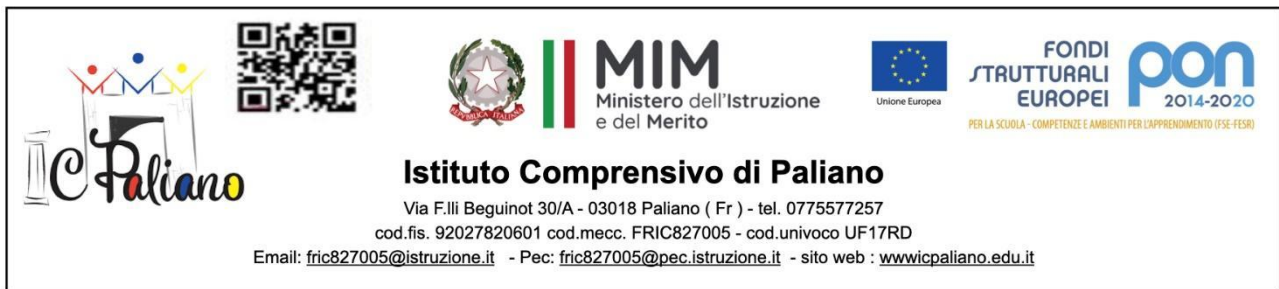 IC Paliano
REPVBBLICA ITALIANA
MIM
Ministero dell'Istruzione
e del Merito
Unione Europea
FONDI
STRUTTURALI
EUROPEI
pon
2014-2020
PER LA SCUOLA - COMPETENZE E AMBIENTI PER L'APPRENDIMENTO (FSE-FESR)
Istituto Comprensivo di Paliano
Via F.lli Beguinot 30/A - 03018 Paliano ( Fr ) - tel. 0775577257
cod.fis. 92027820601 cod.mecc. FRIC827005 - cod.univoco UF17RD
Email: fric827005@istruzione.it - Pec: fric827005@pec.istruzione.it - sito web : wwwicpaliano.edu.it